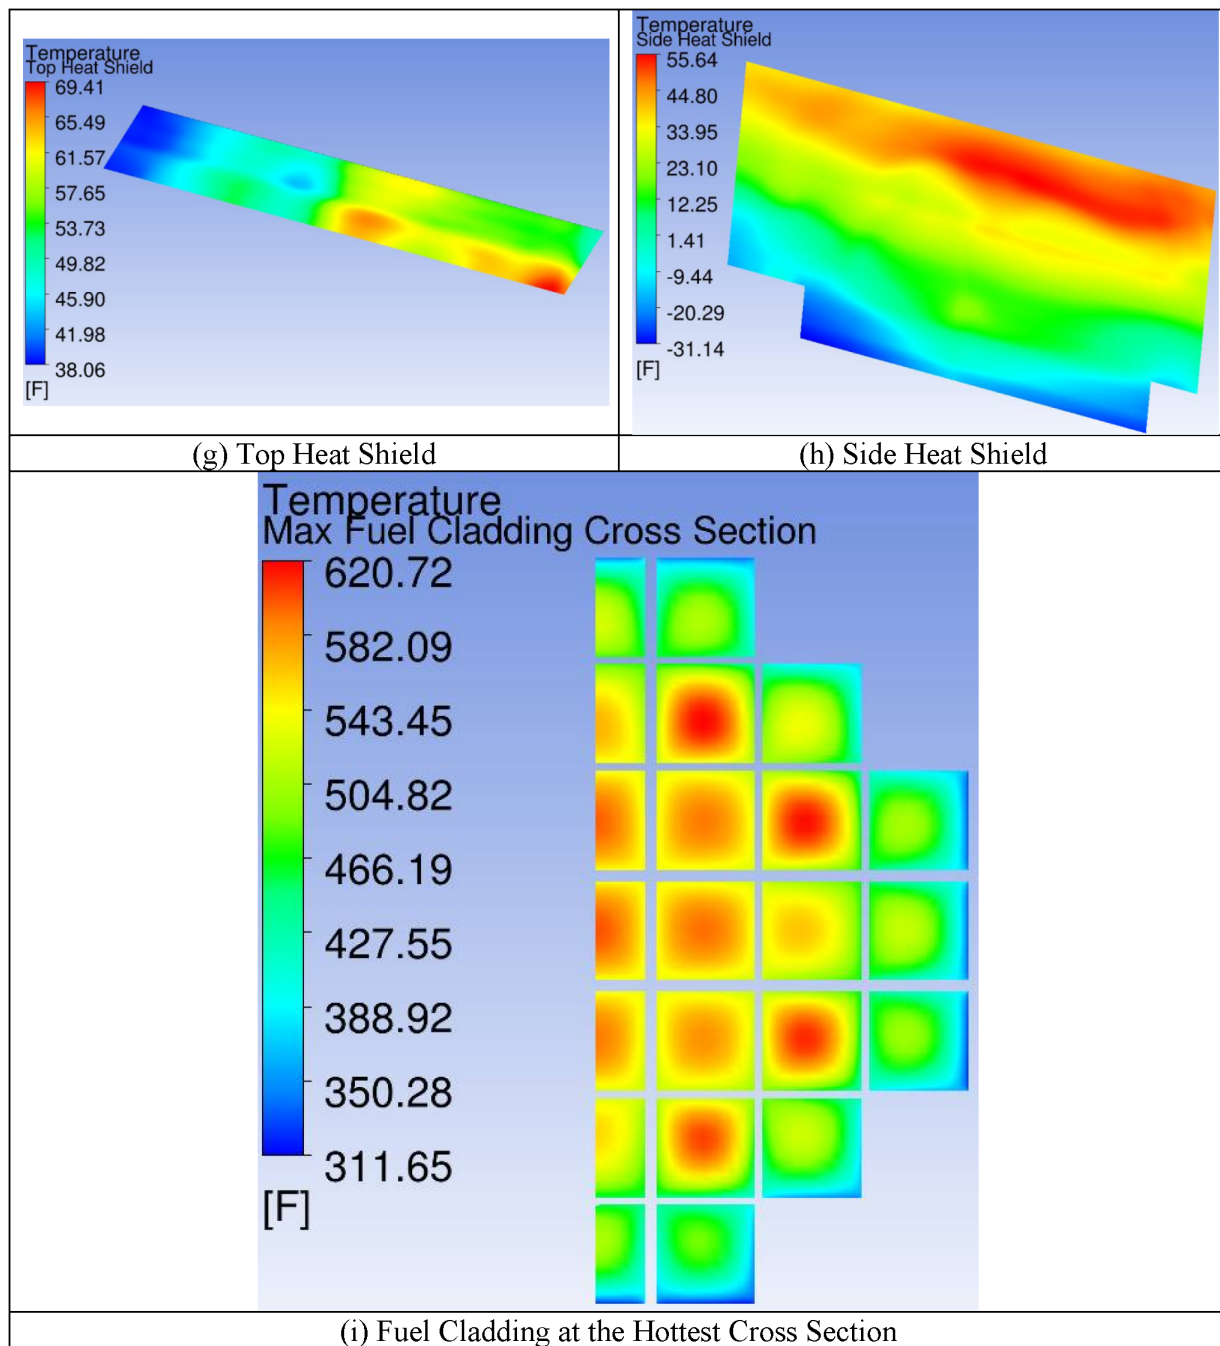 Temperature
Top Heat Shield
69.41
65.49
61.57
57.65
53.73
49.82
45.90
41.98
38.06
[F]
Temperature
Side Heat Shield
55.64
44.80
33.95
23.10
12.25
1.41
-9.44
-20.29
-31.14
[F]
(g) Top Heat Shield
(h) Side Heat Shield
Temperature
Max Fuel Cladding Cross Section
620.72
582.09
543.45
504.82
466.19
427.55
388.92
350.28
311.65
[F]
(i) Fuel Cladding at the Hottest Cross Section